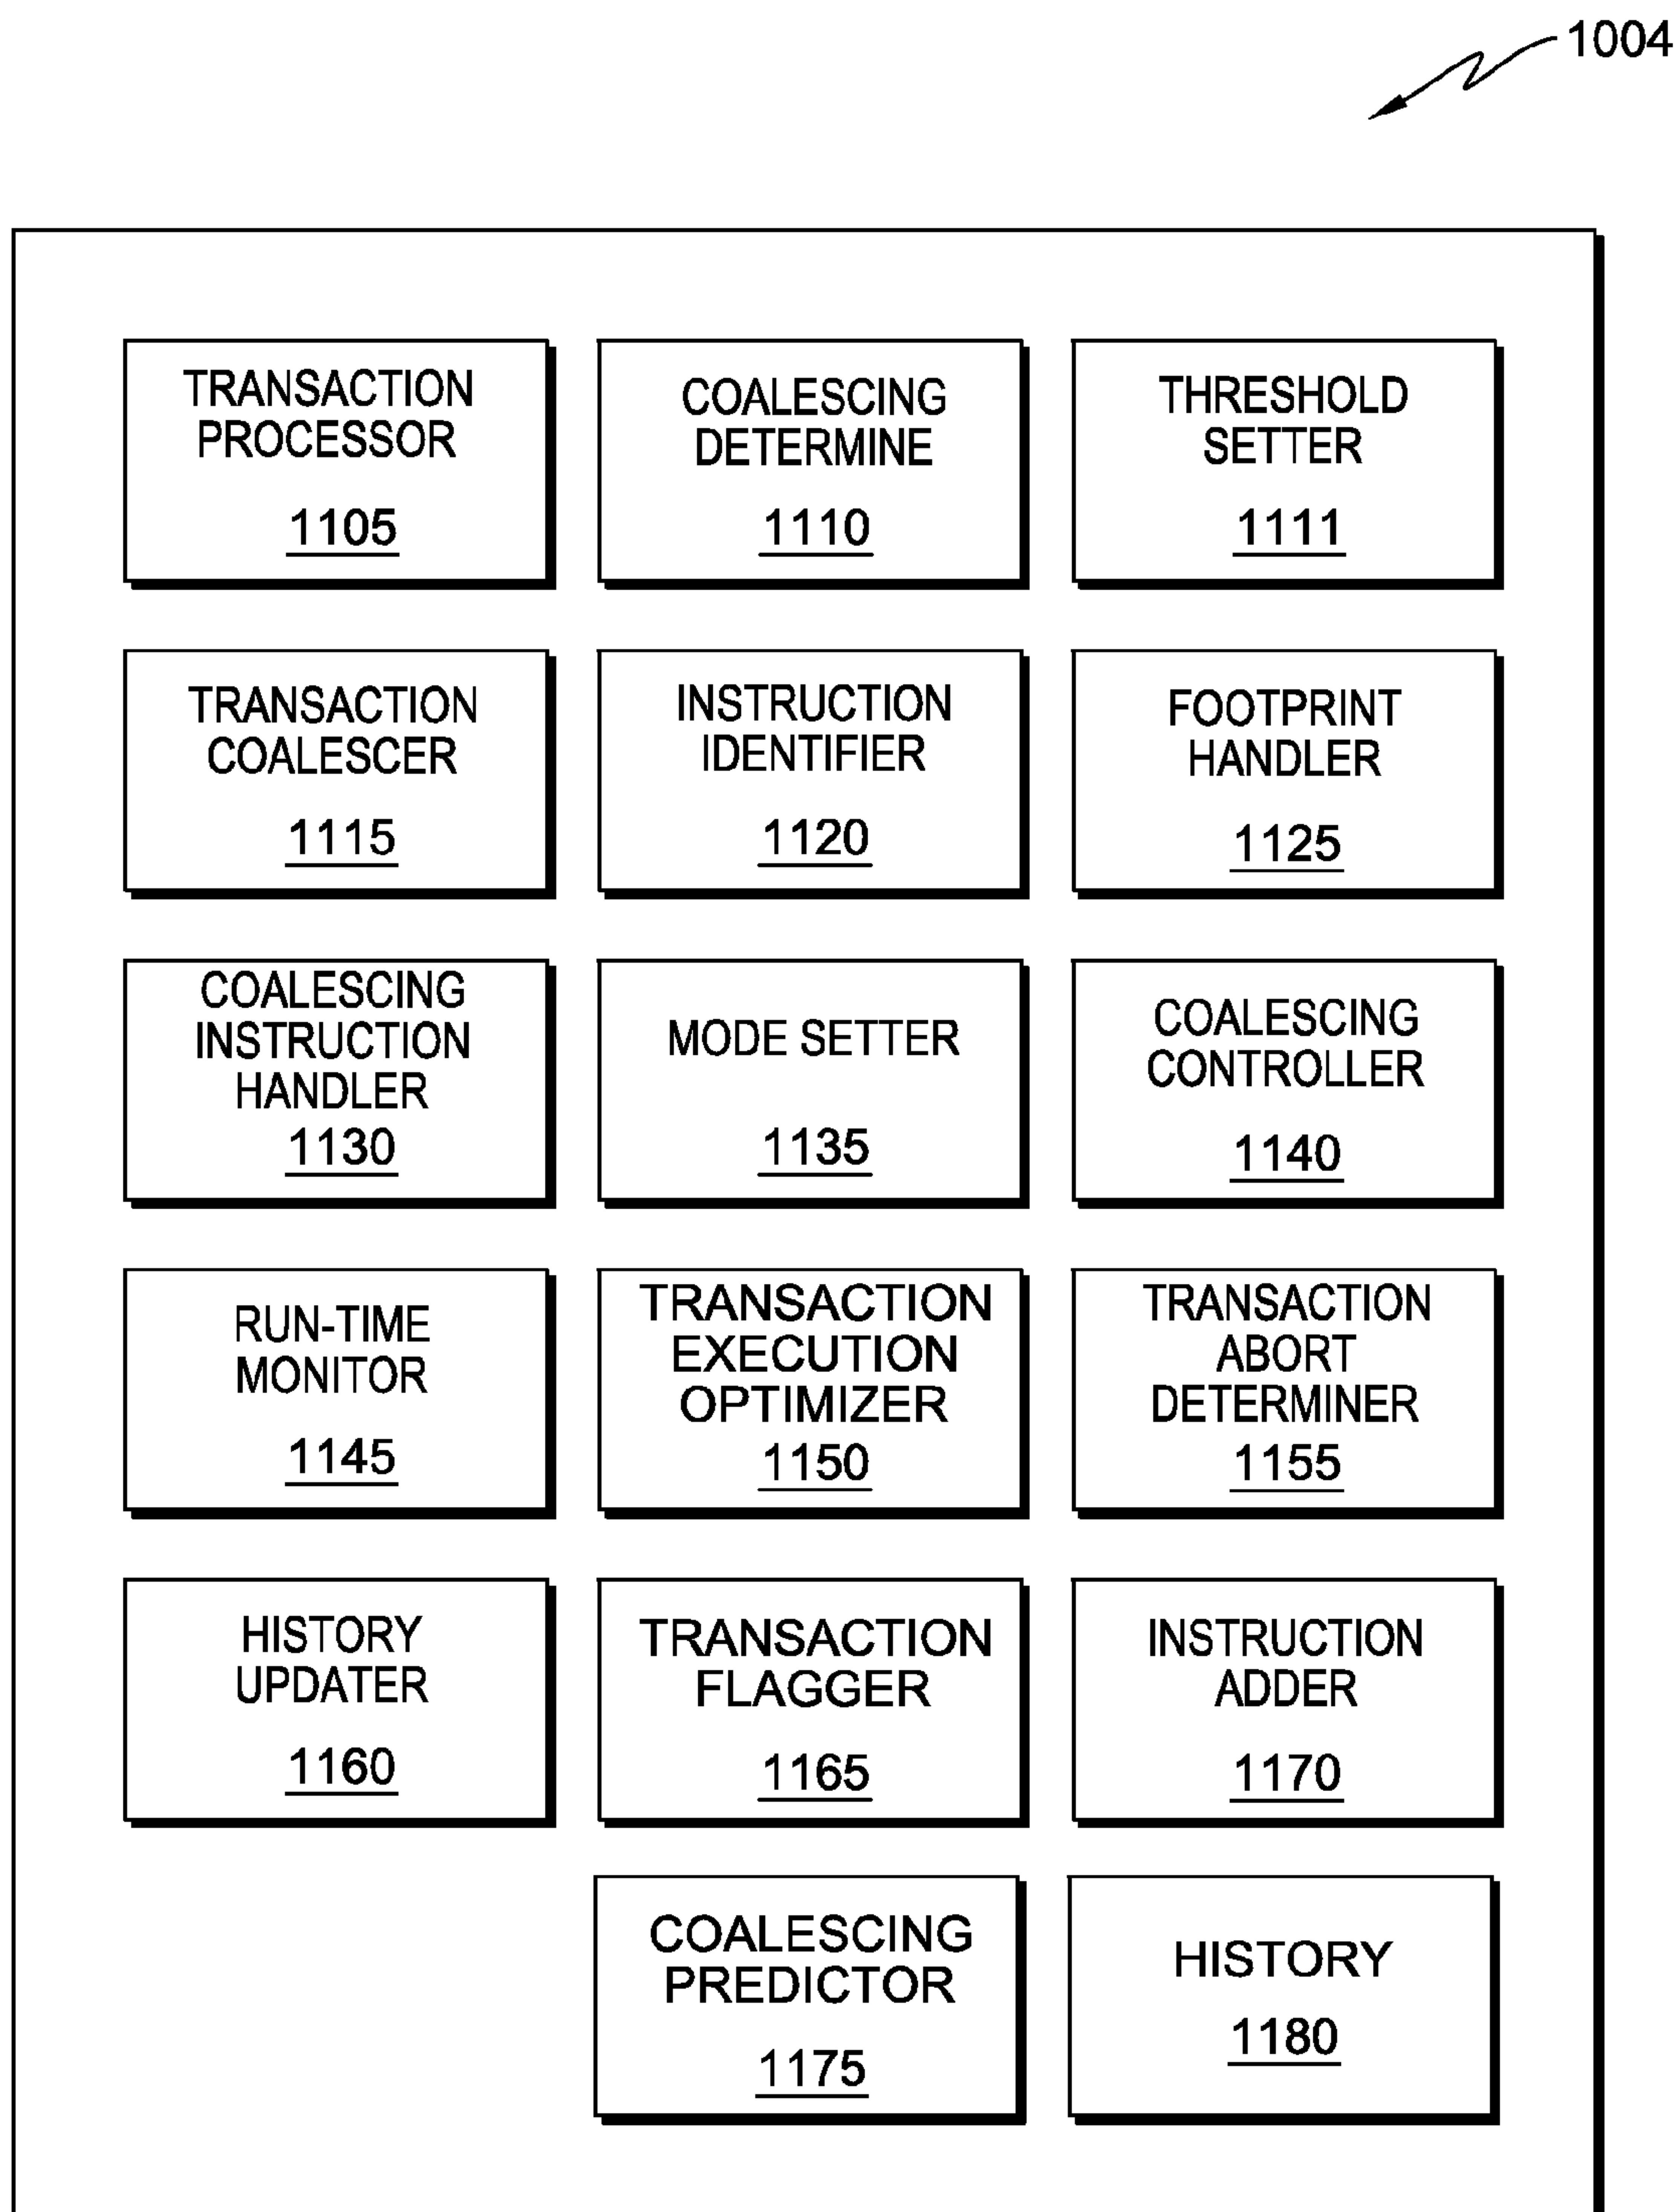 1004
TRANSACTION
PROCESSOR
1105
COALESCING
DETERMINE
1110
THRESHOLD
SETTER
1111
TRANSACTION
COALESCER
1115
INSTRUCTION
IDENTIFIER
1120
FOOTPRINT
HANDLER
1125
COALESCING
INSTRUCTION
HANDLER
1130
MODE SETTER
1135
COALESCING
CONTROLLER
1140
RUN-TIME
MONITOR
1145
TRANSACTION
EXECUTION
OPTIMIZER
1150
TRANSACTION
ABORT
DETERMINER
1155
HISTORY
UPDATER
1160
TRANSACTION
FLAGGER
1165
INSTRUCTION
ADDER
1170
COALESCING
PREDICTOR
1175
HISTORY
1180